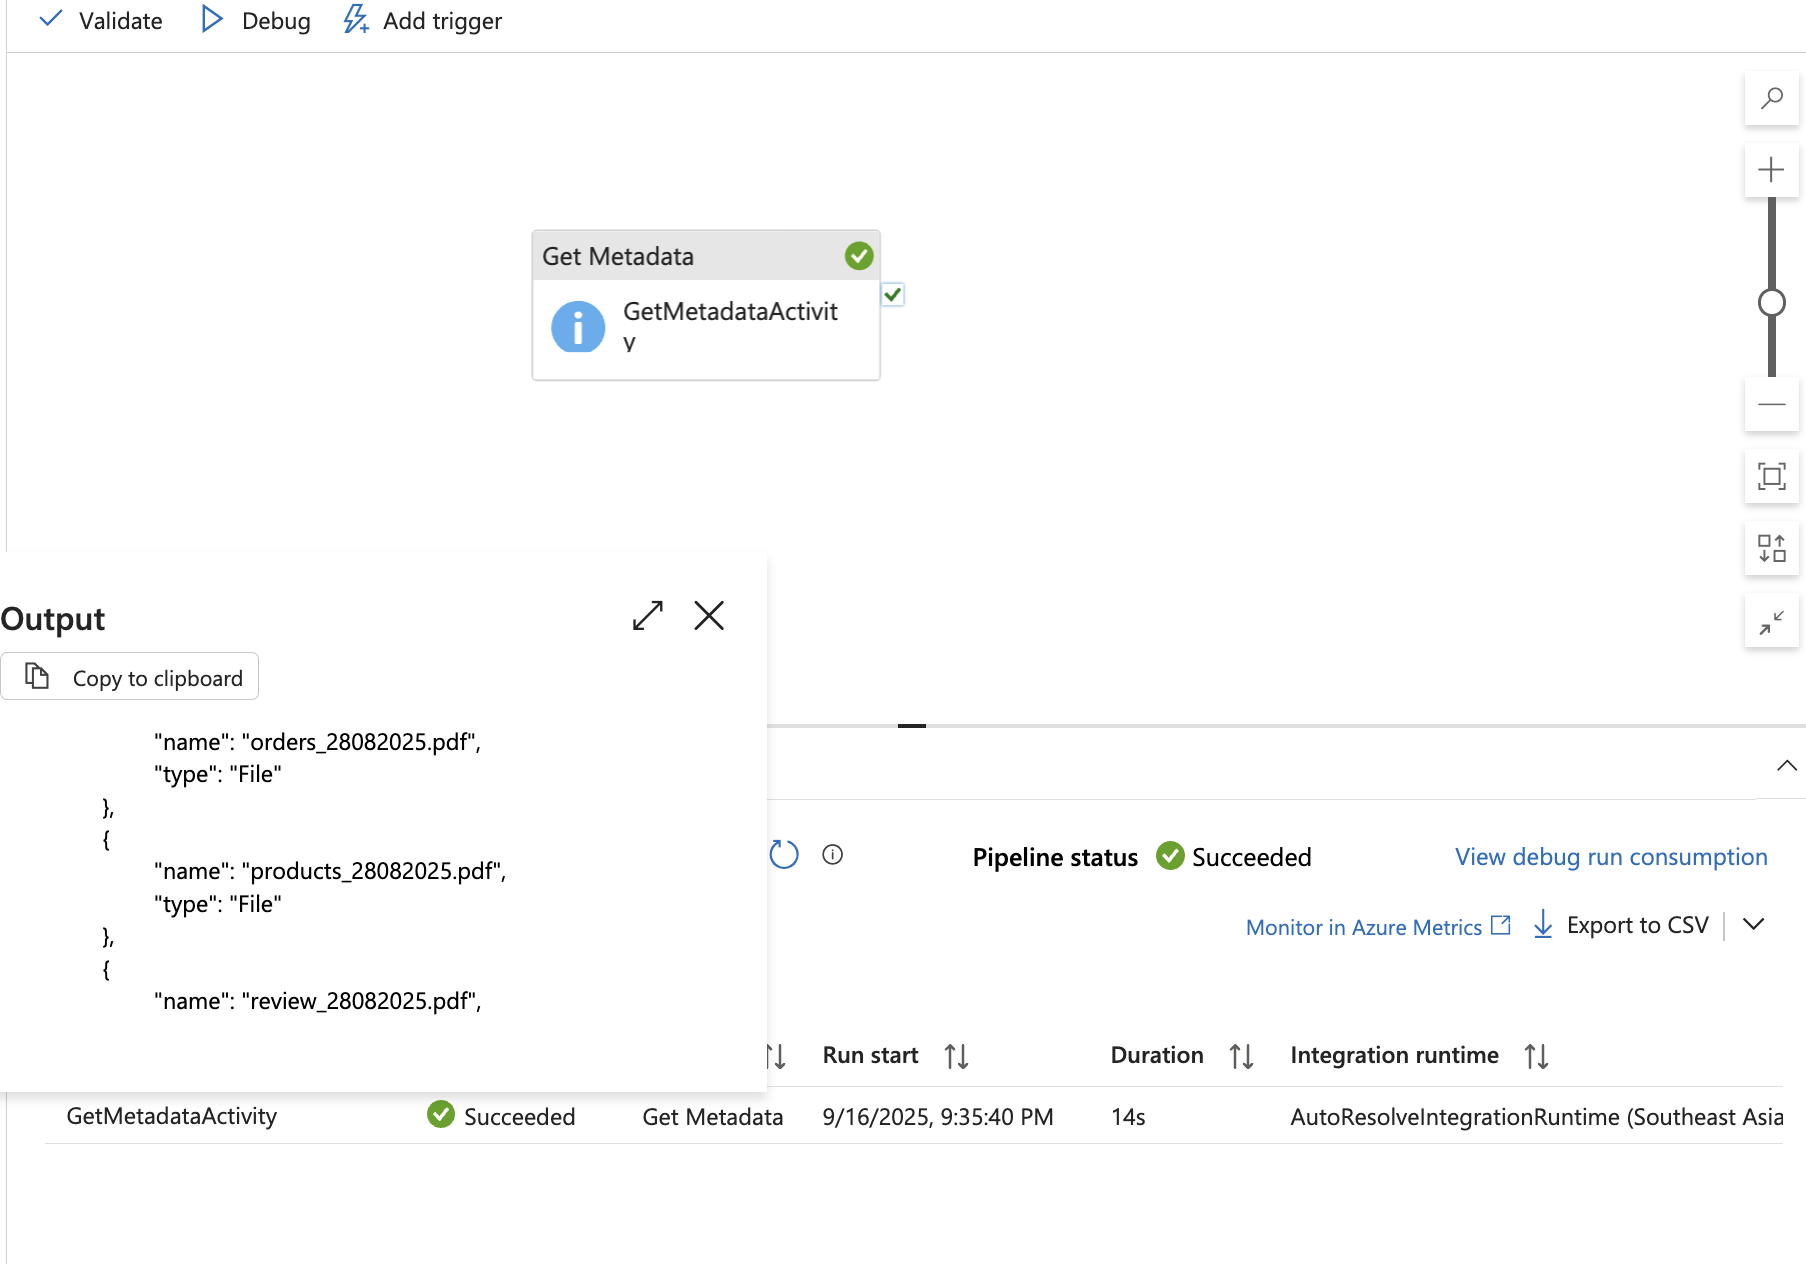 Validate Debug Add trigger
Get Metadata
GetMetadataActivit
y
Output
Copy to clipboard
"name": "orders_28082025.pdf",
"type": "File"
},
{
"name": "products_28082025.pdf",
"type": "File"
},
{
"name": "review_28082025.pdf",
Pipeline status Succeeded View debug run consumption
Monitor in Azure Metrics Export to CSV
Run start Duration Integration runtime
GetMetadataActivity Succeeded Get Metadata 9/16/2025, 9:35:40 PM 14s AutoResolveIntegrationRuntime (Southeast Asia